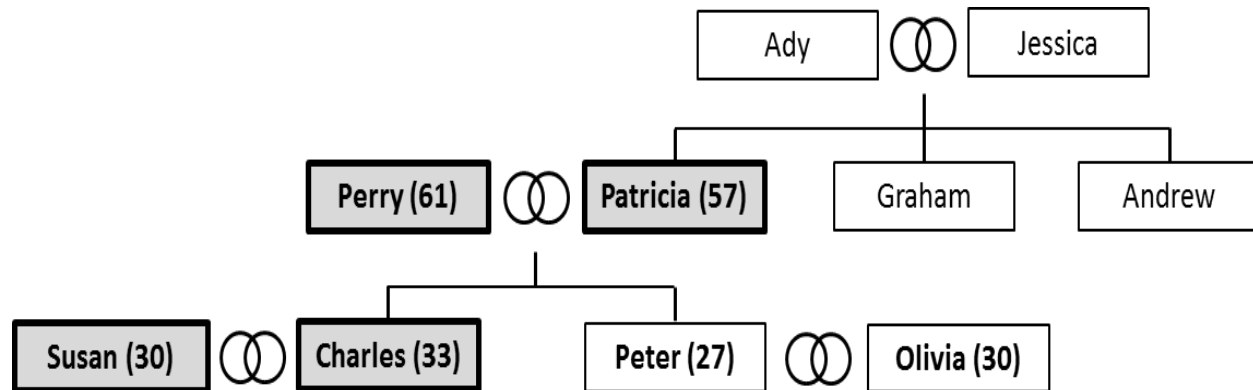 Ady
Jessica
Perry (61)
Patricia (57)
Graham
Andrew
Susan (30)
Charles (33)
Peter (27)
Olivia (30)